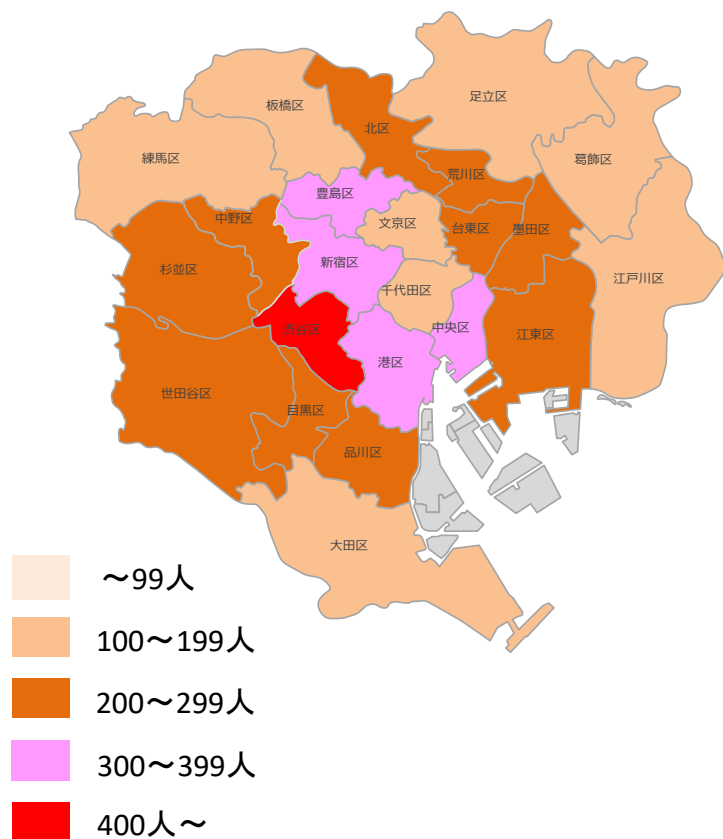 足立区
板橋区
北区
練馬区
葛飾区
荒川区
豊島区
文京区
中野区
台東区
墨田区
新宿区
杉並区
江戸川区
千代田区
渋谷区
中央区
江東区
港区
世田谷区
目黒区
品川区
大田区
～99人
100～199人
200～299人
300～399人
400人～